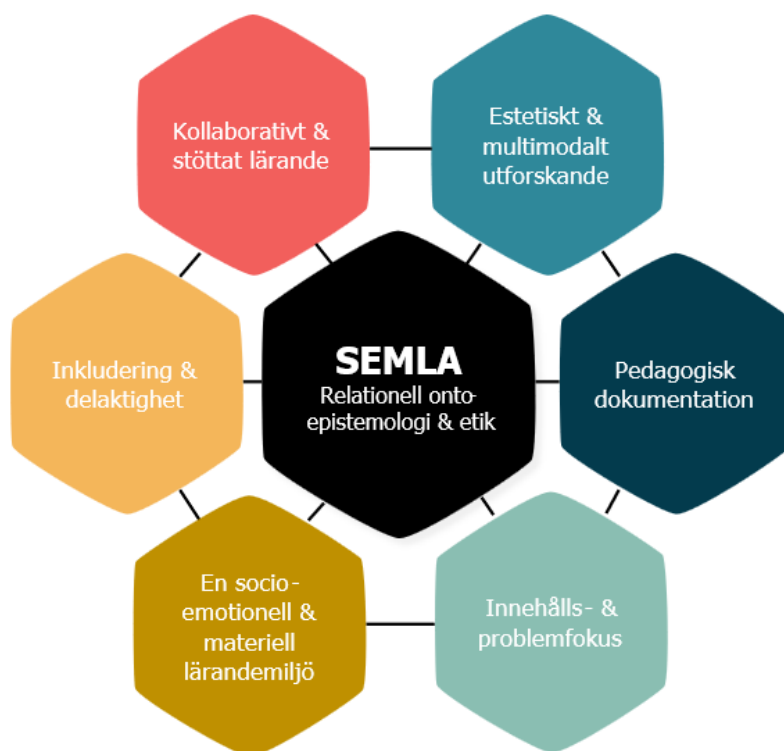 Kollaborativt &
stöttat lärande
Estetiskt &
multimodalt
utforskande
Inkludering &
delaktighet
SEMLA
Relationell onto-
epistemologi & etik
Pedagogisk
dokumentation
En socio-
emotionell &
materiell
lärandemiljö
Innehålls- &
problemfokus